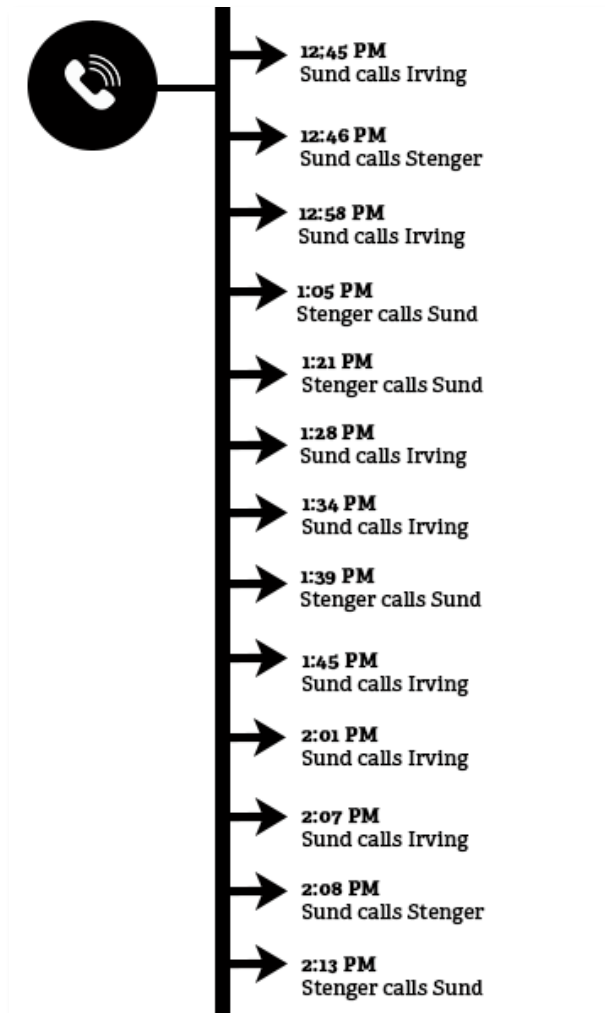 12:45 PM
Sund calls Irving
12:46 PM
Sund calls Stenger
12:58 PM
Sund calls Irving
1:05 PM
Stenger calls Sund
1:21 PM
Stenger calls Sund
1:28 PM
Sund calls Irving
1:34 PM
Sund calls Irving
1:39 PM
Stenger calls Sund
1:45 PM
Sund calls Irving
2:01 PM
Sund calls Irving
2:07 PM
Sund calls Irving
2:08 PM
Sund calls Stenger
2:13 PM
Stenger calls Sund